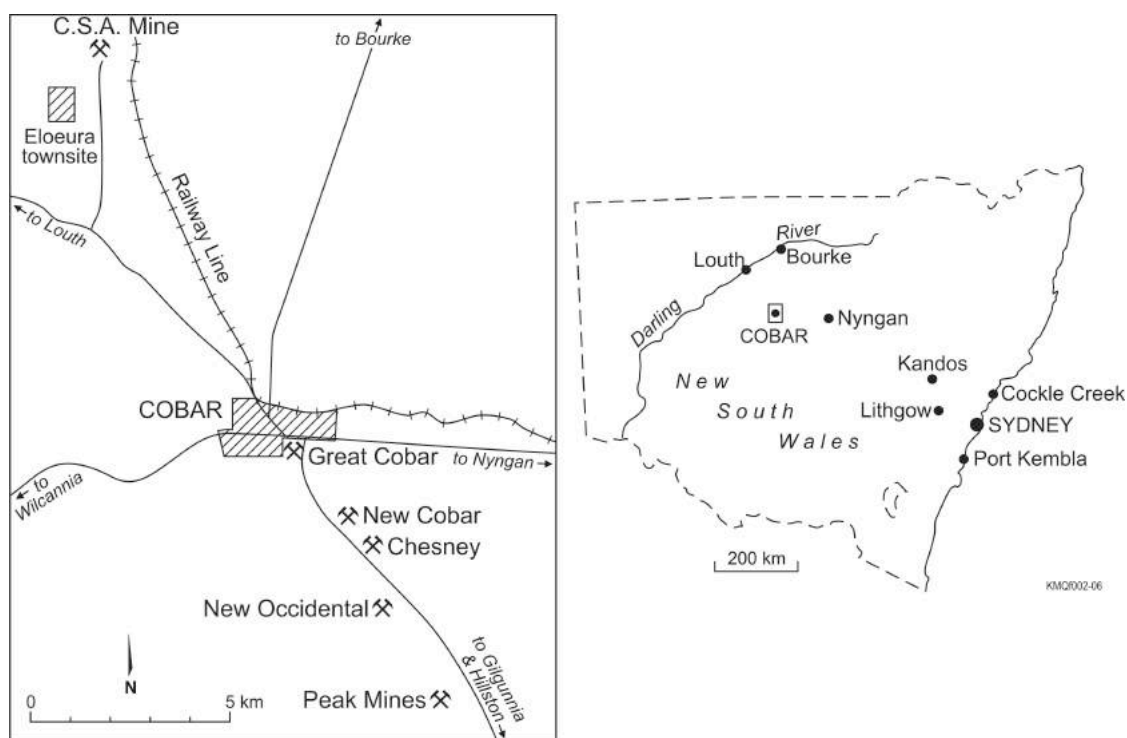 C.S.A. Mine
to Bourke
Eloeura
townsite
Railway Line
to Louth
COBAR
Great Cobar
to Nyngan
to
Wilcannia
New Cobar
Chesney
New Occidental
to Gilgunnia
& Hillston
Peak Mines
N
0 5 km
River
Louth
Bourke
Darling
COBAR
Nyngan
Kandos
New
South
Wales
Cockle Creek
Lithgow
SYDNEY
Port Kembla
200 km
KMQf002-06